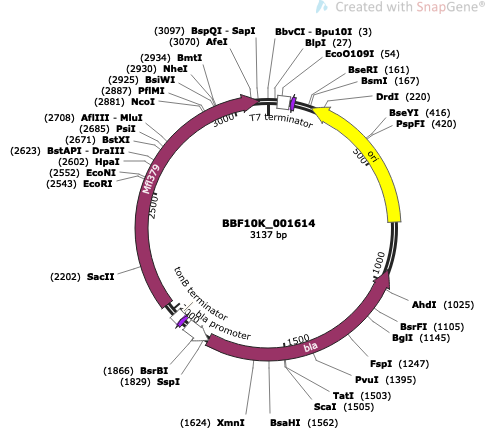 Created with SnapGene®
(3097) BspQI - SapI
(3070) AfeI
(2934) BmtI
(2930) NheI
(2925) BsiWI
(2887) PflMI
(2881) NcoI
(2708) AflIII - MluI
(2685) PsiI
(2671) BstXI
(2623) BstAPI - DraIII
(2602) HpaI
(2552) EcoNI
(2543) EcoRI
(2202) SacII
(1866) BsrBI
(1829) SspI
(1624) XmnI
BbvCI - Bpu10I (3)
BlpI (27)
EcoO109I (54)
BseRI (161)
BsmI (167)
DrdI (220)
BseYI (416)
PspFI (420)
AhdI (1025)
BsrFI (1105)
BglI (1145)
FspI (1247)
PvuI (1395)
TatI (1503)
ScaI (1505)
BsaHI (1562)
T7 terminator
ori
500
1000
1500
bla
bla promoter
tonB terminator
2500
Mfl379
3000
BBF10K_001614
3137 bp